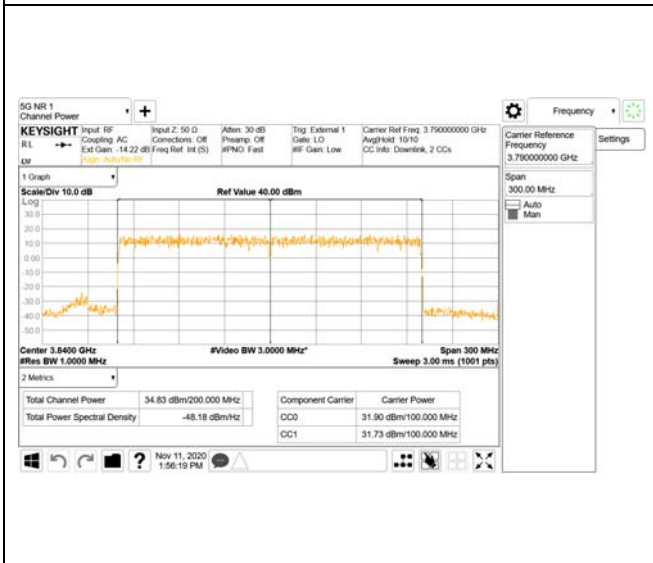 5G NR 1
Channel Power
+
Frequency
KEYSIGHT
RL
Input: RF
Coupling: AC
Ext Gain: -14.22 dB
Align: Auto/No RF
Input Z: 50 Ω
Corrections: Off
Freq Ref: Int (S)
Atten: 30 dB
Preamp: Off
#PNO: Fast
Trig: External 1
Gate: LO
#IF Gain: Low
Carrier Ref Freq: 3.790000000 GHz
Avg|Hold: 10/10
CC Info: Downlink, 2 CCs
Carrier Reference
Frequency
3.790000000 GHz
Settings
Span
300.00 MHz
Auto
Man
1 Graph
Scale/Div 10.0 dB
Ref Value 40.00 dBm
Log
30.0
20.0
10.0
0.00
-10.0
-20.0
-30.0
-40.0
-50.0
Center 3.8400 GHz
#Video BW 3.0000 MHz*
Span 300 MHz
#Res BW 1.0000 MHz
Sweep 3.00 ms (1001 pts)
2 Metrics
Total Channel Power 34.83 dBm/200.000 MHz
Total Power Spectral Density -48.18 dBm/Hz
Component Carrier Carrier Power
CC0 31.90 dBm/100.000 MHz
CC1 31.73 dBm/100.000 MHz
?
Nov 11, 2020
1:56:19 PM